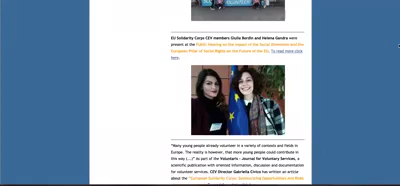 VOLUNTEER
EU Solidarity Corps CEV members Giulia Bordin and Helena Gandra were
present at the Public Hearing on the Impact of the Social Dimension and the
European Pillar of Social Rights on the Future of the EU. To read more click
here.
"Many young people already volunteer in a variety of contexts and fields in
Europe. The reality is however, that more young people could contribute in
this way (...)" As part of the Voluntaris - Journal for Voluntary Services, a
scientific publication with oriented information, discussion and documentation
for volunteer services. CEV Director Gabriella Civico has written an article
about the "European Solidarity Corps: Symbolising Opportunities and Risks